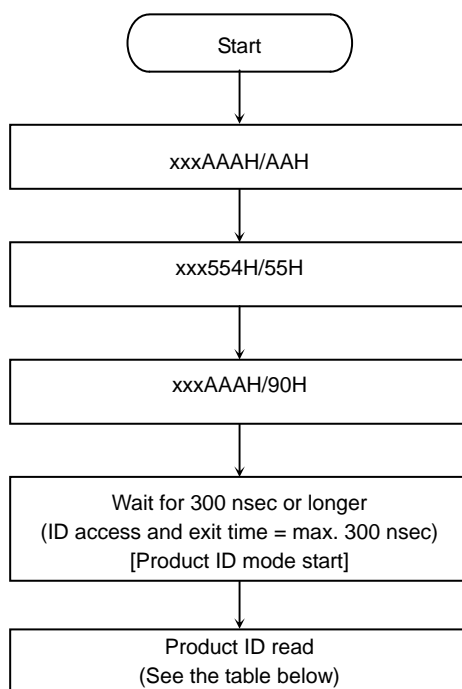 Start
xxxAAAH/AAH
xxx554H/55H
xxxAAAH/90H
Wait for 300 nsec or longer
(ID access and exit time = max. 300 nsec)
[Product ID mode start]
Product ID read
(See the table below)